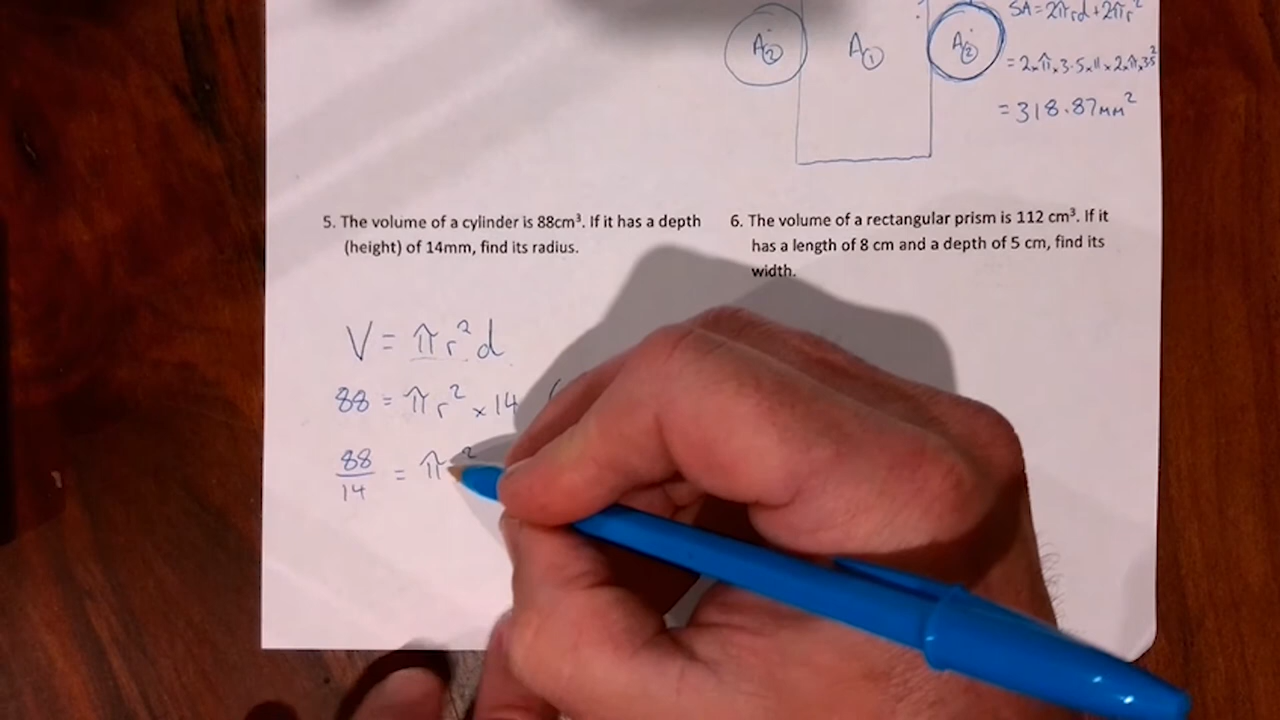 SA = 2πrd + 2πr²
A② A① A②
= 2×π×3.5×11×2×π×3.5²
= 318.87mm²
5. The volume of a cylinder is 88cm³. If it has a depth
(height) of 14mm, find its radius.
6. The volume of a rectangular prism is 112 cm³. If it
has a length of 8 cm and a depth of 5 cm, find its
width.
V = πr²d
88 = πr² × 14
88/14 = π ²